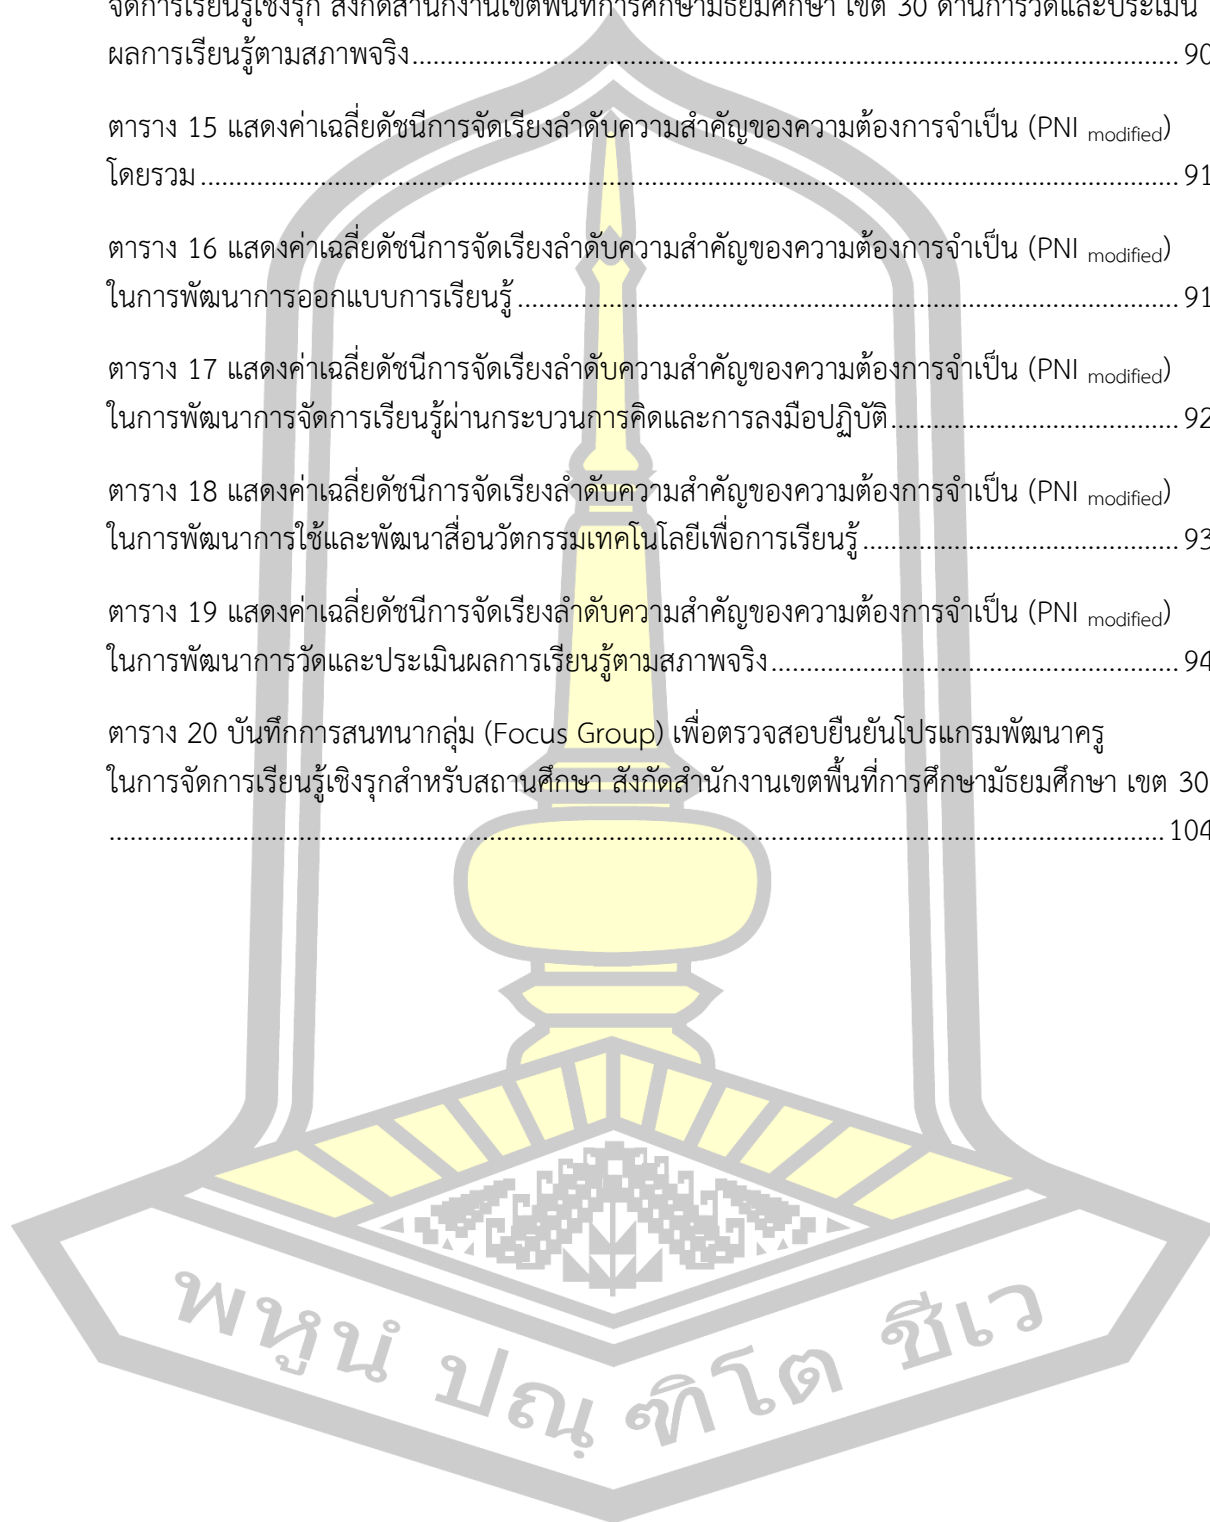 จัดการเรียนรู้เชิงรุก สังกัดสำนักงานเขตพื้นที่การศึกษามัธยมศึกษา เขต 30 ด้านการวัดและประเมิน
ผลการเรียนรู้ตามสภาพจริง........................................................................................................ 90
ตาราง 15 แสดงค่าเฉลี่ยดัชนีการจัดเรียงลำดับความสำคัญของความต้องการจำเป็น (PNI modified)
โดยรวม ........................................................................................................ 91
ตาราง 16 แสดงค่าเฉลี่ยดัชนีการจัดเรียงลำดับความสำคัญของความต้องการจำเป็น (PNI modified)
ในการพัฒนาการออกแบบการเรียนรู้ ........................................................................................ 91
ตาราง 17 แสดงค่าเฉลี่ยดัชนีการจัดเรียงลำดับความสำคัญของความต้องการจำเป็น (PNI modified)
ในการพัฒนาการจัดการเรียนรู้ผ่านกระบวนการคิดและการลงมือปฏิบัติ........................................ 92
ตาราง 18 แสดงค่าเฉลี่ยดัชนีการจัดเรียงลำดับความสำคัญของความต้องการจำเป็น (PNI modified)
ในการพัฒนาการใช้และพัฒนาสื่อนวัตกรรมเทคโนโลยีเพื่อการเรียนรู้ ............................................ 93
ตาราง 19 แสดงค่าเฉลี่ยดัชนีการจัดเรียงลำดับความสำคัญของความต้องการจำเป็น (PNI modified)
ในการพัฒนาการวัดและประเมินผลการเรียนรู้ตามสภาพจริง......................................................... 94
ตาราง 20 บันทึกการสนทนากลุ่ม (Focus Group) เพื่อตรวจสอบยืนยันโปรแกรมพัฒนาครู
ในการจัดการเรียนรู้เชิงรุกสำหรับสถานศึกษา สังกัดสำนักงานเขตพื้นที่การศึกษามัธยมศึกษา เขต 30
........................................................................................................ 104
พหูนํ ปณฺฑิโต ชีเว